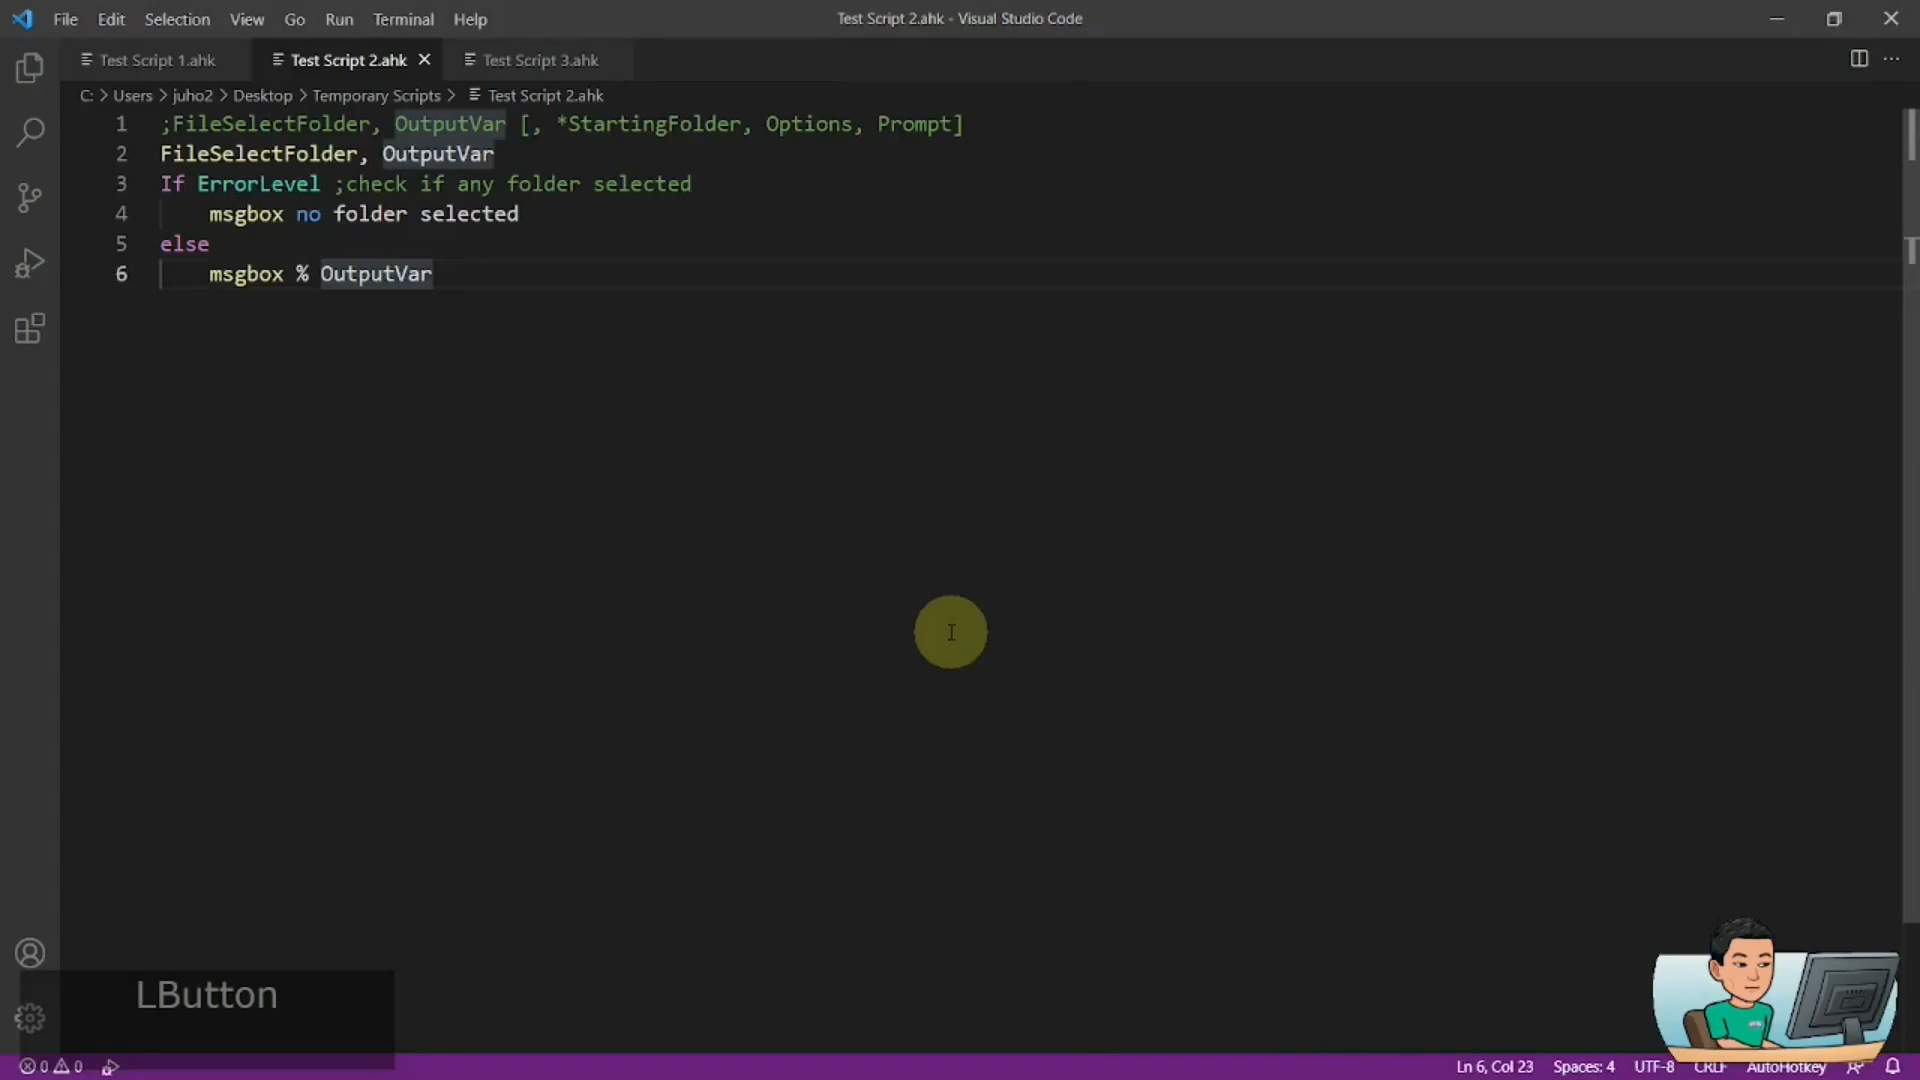 File Edit Selection View Go Run Terminal Help
Test Script 2.ahk - Visual Studio Code
Test Script 1.ahk
Test Script 2.ahk
Test Script 3.ahk
C: > Users > juho2 > Desktop > Temporary Scripts > Test Script 2.ahk
1 ;FileSelectFolder, OutputVar [, *StartingFolder, Options, Prompt]
2 FileSelectFolder, OutputVar
3 If ErrorLevel ;check if any folder selected
4 msgbox no folder selected
5 else
6 msgbox % OutputVar
LButton
0 0
Ln 6, Col 23 Spaces: 4 UTF-8 CRLF AutoHotkey